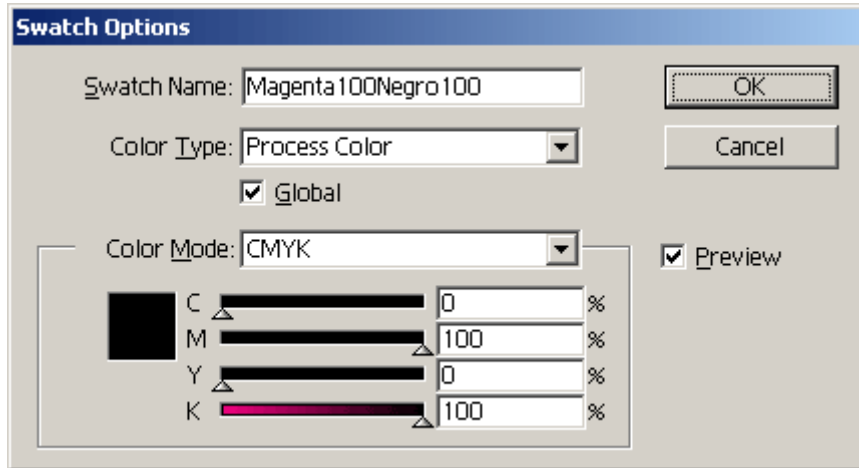 Swatch Options
Swatch Name: Magenta100Negro100
OK
Color Type: Process Color
Cancel
Global
Color Mode: CMYK
Preview
C 0 %
M 100 %
Y 0 %
K 100 %